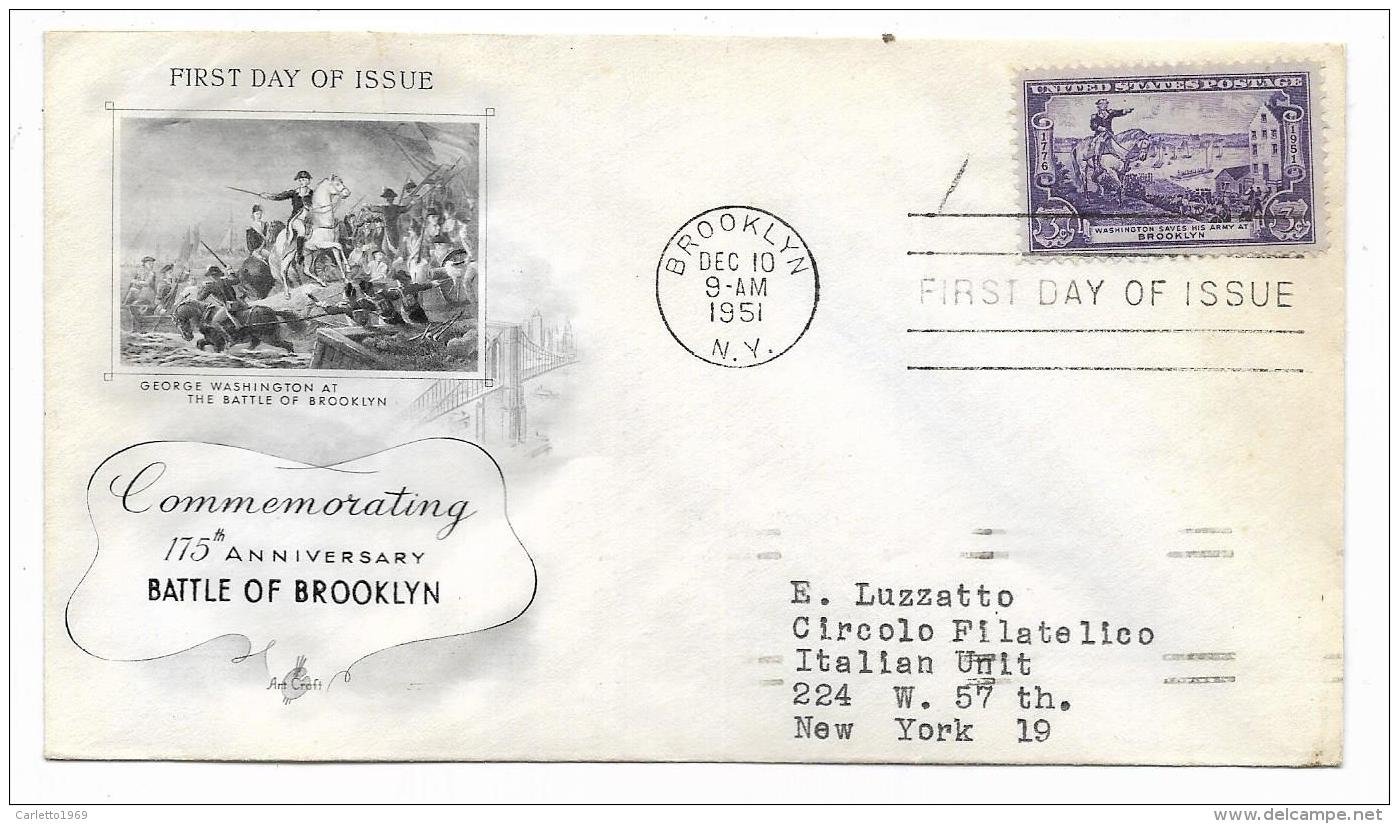 FIRST DAY OF ISSUE
GEORGE WASHINGTON AT
THE BATTLE OF BROOKLYN
Commemorating
175th ANNIVERSARY
BATTLE OF BROOKLYN
Art Craft
BROOKLYN
DEC 10
9-AM
1951
N.Y.
UNITED STATES POSTAGE
1776
1951
3¢
3¢
WASHINGTON SAVES HIS ARMY AT
BROOKLYN
FIRST DAY OF ISSUE
E. Luzzatto
Circolo Filatelico
Italian Unit
224 W. 57 th.
New York 19
Carletto1969
delcampe.net